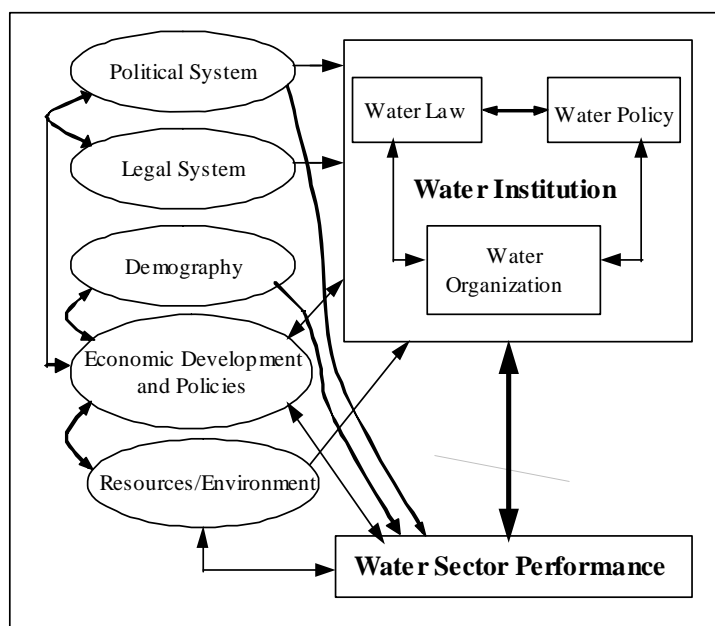 Political System
Legal System
Demography
Economic Development
and Policies
Resources/Environment
Water Law
Water Policy
Water Institution
Water
Organization
Water Sector Performance